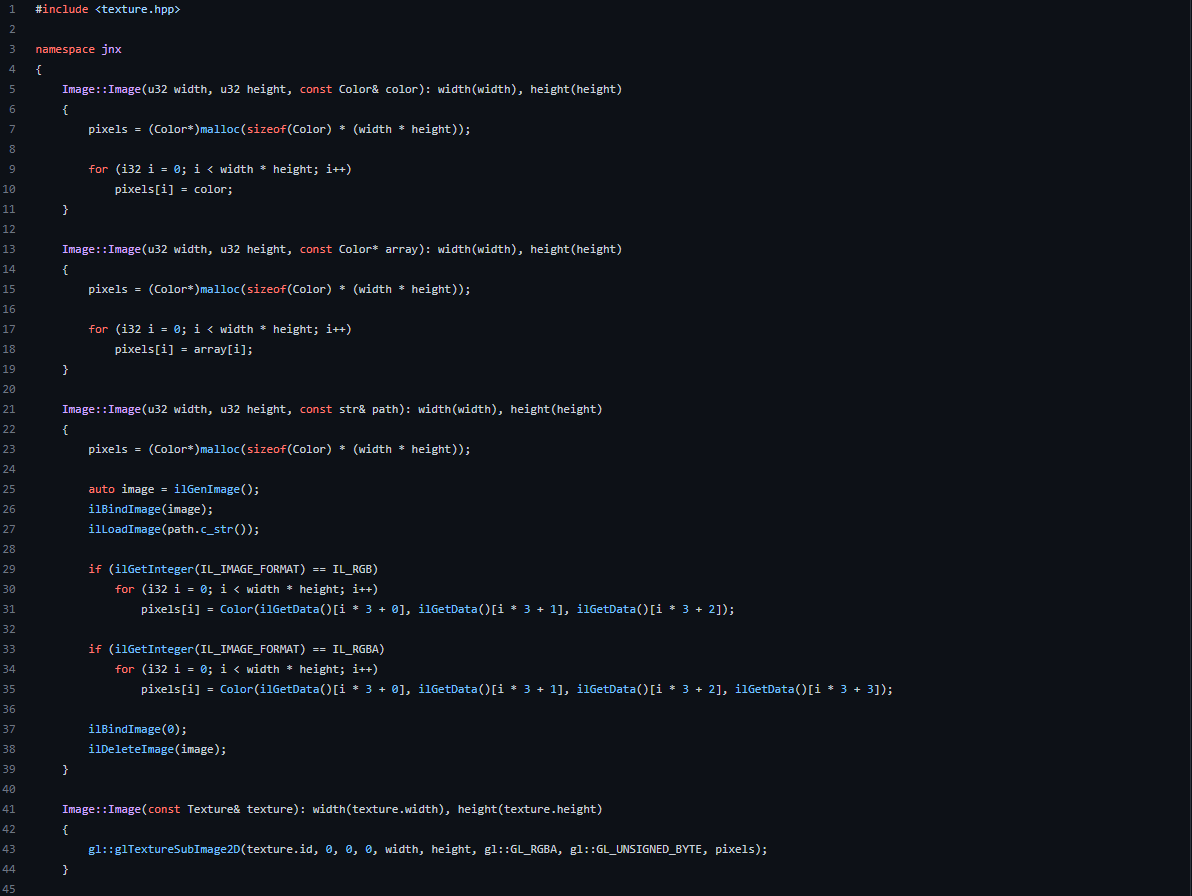 1 #include <texture.hpp>
2
3 namespace jnx
4 {
5     Image::Image(u32 width, u32 height, const Color& color): width(width), height(height)
6     {
7         pixels = (Color*)malloc(sizeof(Color) * (width * height));
8
9         for (i32 i = 0; i < width * height; i++)
10             pixels[i] = color;
11     }
12
13     Image::Image(u32 width, u32 height, const Color* array): width(width), height(height)
14     {
15         pixels = (Color*)malloc(sizeof(Color) * (width * height));
16
17         for (i32 i = 0; i < width * height; i++)
18             pixels[i] = array[i];
19     }
20
21     Image::Image(u32 width, u32 height, const str& path): width(width), height(height)
22     {
23         pixels = (Color*)malloc(sizeof(Color) * (width * height));
24
25         auto image = ilGenImage();
26         ilBindImage(image);
27         ilLoadImage(path.c_str());
28
29         if (ilGetInteger(IL_IMAGE_FORMAT) == IL_RGB)
30             for (i32 i = 0; i < width * height; i++)
31                 pixels[i] = Color(ilGetData()[i * 3 + 0], ilGetData()[i * 3 + 1], ilGetData()[i * 3 + 2]);
32
33         if (ilGetInteger(IL_IMAGE_FORMAT) == IL_RGBA)
34             for (i32 i = 0; i < width * height; i++)
35                 pixels[i] = Color(ilGetData()[i * 3 + 0], ilGetData()[i * 3 + 1], ilGetData()[i * 3 + 2], ilGetData()[i * 3 + 3]);
36
37         ilBindImage(0);
38         ilDeleteImage(image);
39     }
40
41     Image::Image(const Texture& texture): width(texture.width), height(texture.height)
42     {
43         gl::glTextureSubImage2D(texture.id, 0, 0, 0, width, height, gl::GL_RGBA, gl::GL_UNSIGNED_BYTE, pixels);
44     }
45